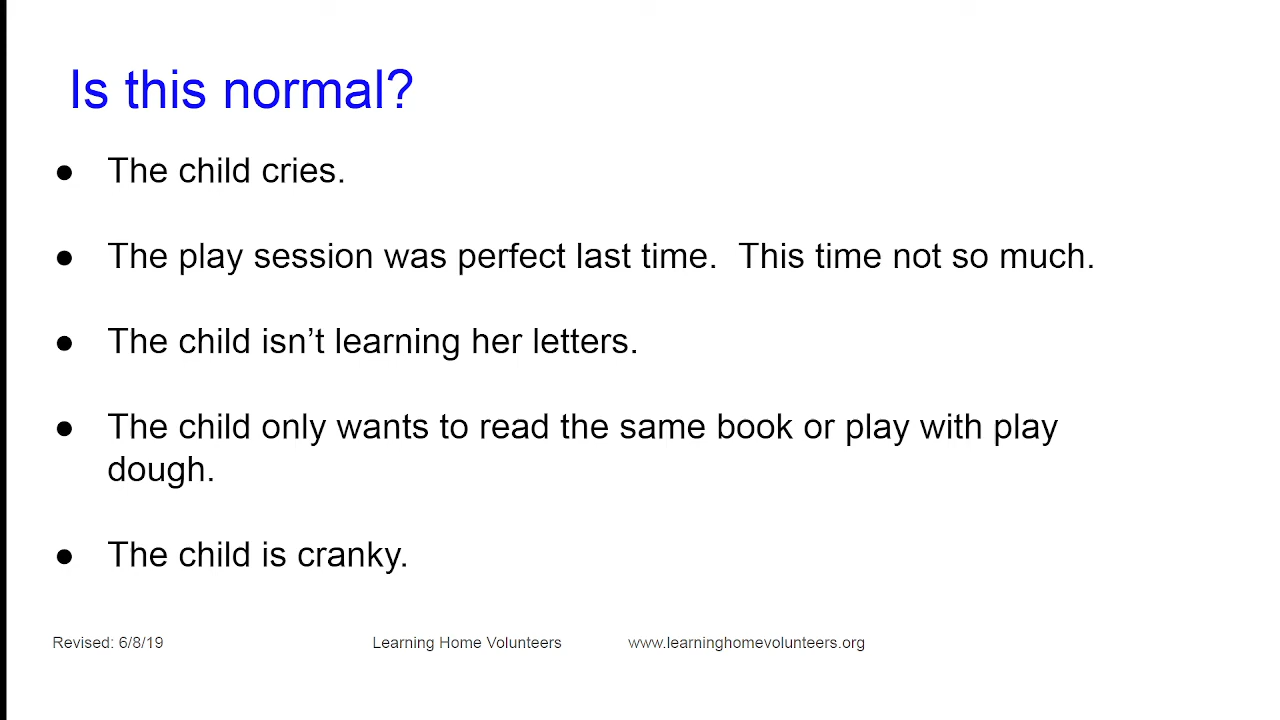 Is this normal?
● The child cries.
● The play session was perfect last time.  This time not so much.
● The child isn’t learning her letters.
● The child only wants to read the same book or play with play
dough.
● The child is cranky.
Revised: 6/8/19 Learning Home Volunteers www.learninghomevolunteers.org